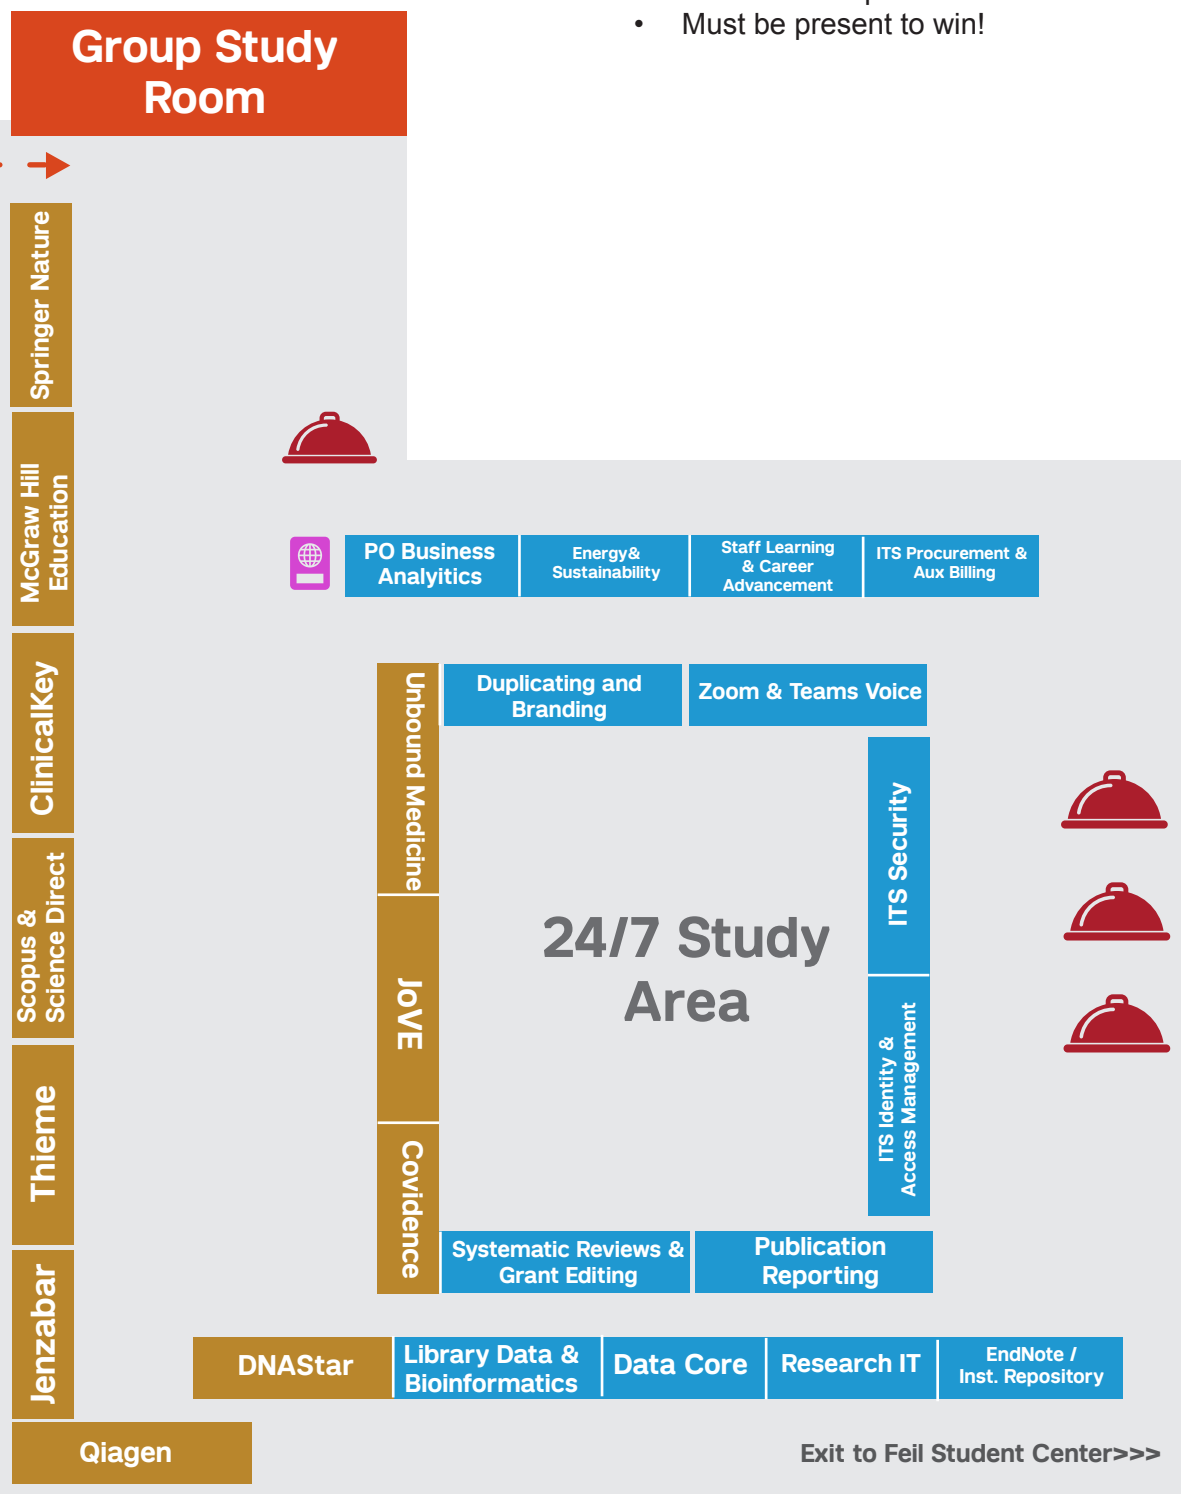 • Must be present to win!
Group Study
Room
Springer Nature
McGraw Hill
Education
PO Business
Analyitics
Energy&
Sustainability
Staff Learning
& Career
Advancement
ITS Procurement &
Aux Billing
ClinicalKey
Unbound Medicine
Duplicating and
Branding
Zoom & Teams Voice
ITS Security
Scopus &
Science Direct
JoVE
24/7 Study
Area
ITS Identity &
Access Management
Thieme
Covidence
Systematic Reviews &
Grant Editing
Publication
Reporting
Jenzabar
DNAStar
Library Data &
Bioinformatics
Data Core
Research IT
EndNote /
Inst. Repository
Qiagen
Exit to Feil Student Center>>>